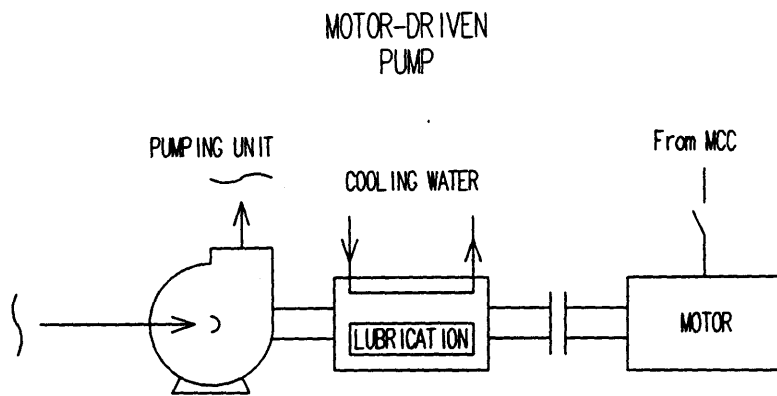 MOTOR-DRIVEN
PUMP
PUMPING UNIT
COOLING WATER
From MCC
LUBRICATION
MOTOR